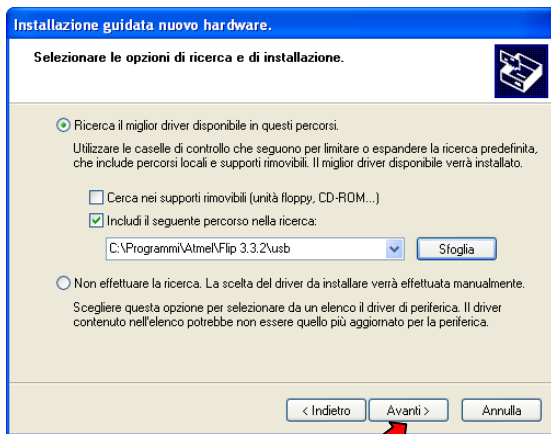 Installazione guidata nuovo hardware.
Selezionare le opzioni di ricerca e di installazione.
Ricerca il miglior driver disponibile in questi percorsi.
Utilizzare le caselle di controllo che seguono per limitare o espandere la ricerca predefinita,
che include percorsi locali e supporti rimovibili. Il miglior driver disponibile verrà installato.
Cerca nei supporti rimovibili (unità floppy, CD-ROM...)
Includi il seguente percorso nella ricerca:
C:\Programmi\Atmel\Flip 3.3.2\usb
Sfoglia
Non effettuare la ricerca. La scelta del driver da installare verrà effettuata manualmente.
Scegliere questa opzione per selezionare da un elenco il driver di periferica. Il driver
contenuto nell'elenco potrebbe non essere quello più aggiornato per la periferica.
< Indietro Avanti > Annulla